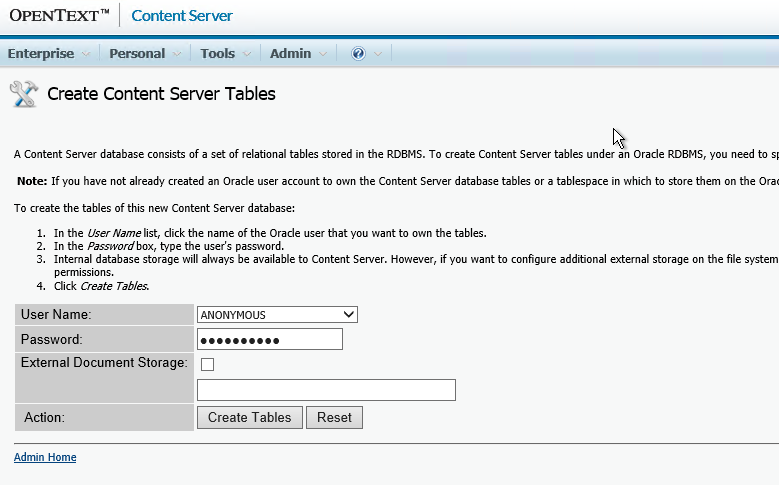 OPENTEXT™ Content Server
Enterprise Personal Tools Admin ?
Create Content Server Tables
A Content Server database consists of a set of relational tables stored in the RDBMS. To create Content Server tables under an Oracle RDBMS, you need to sp
Note: If you have not already created an Oracle user account to own the Content Server database tables or a tablespace in which to store them on the Orac
To create the tables of this new Content Server database:
1. In the User Name list, click the name of the Oracle user that you want to own the tables.
2. In the Password box, type the user's password.
3. Internal database storage will always be available to Content Server. However, if you want to configure additional external storage on the file system
permissions.
4. Click Create Tables.
User Name: ANONYMOUS
Password: ●●●●●●●●●●
External Document Storage:
Action: Create Tables Reset
Admin Home